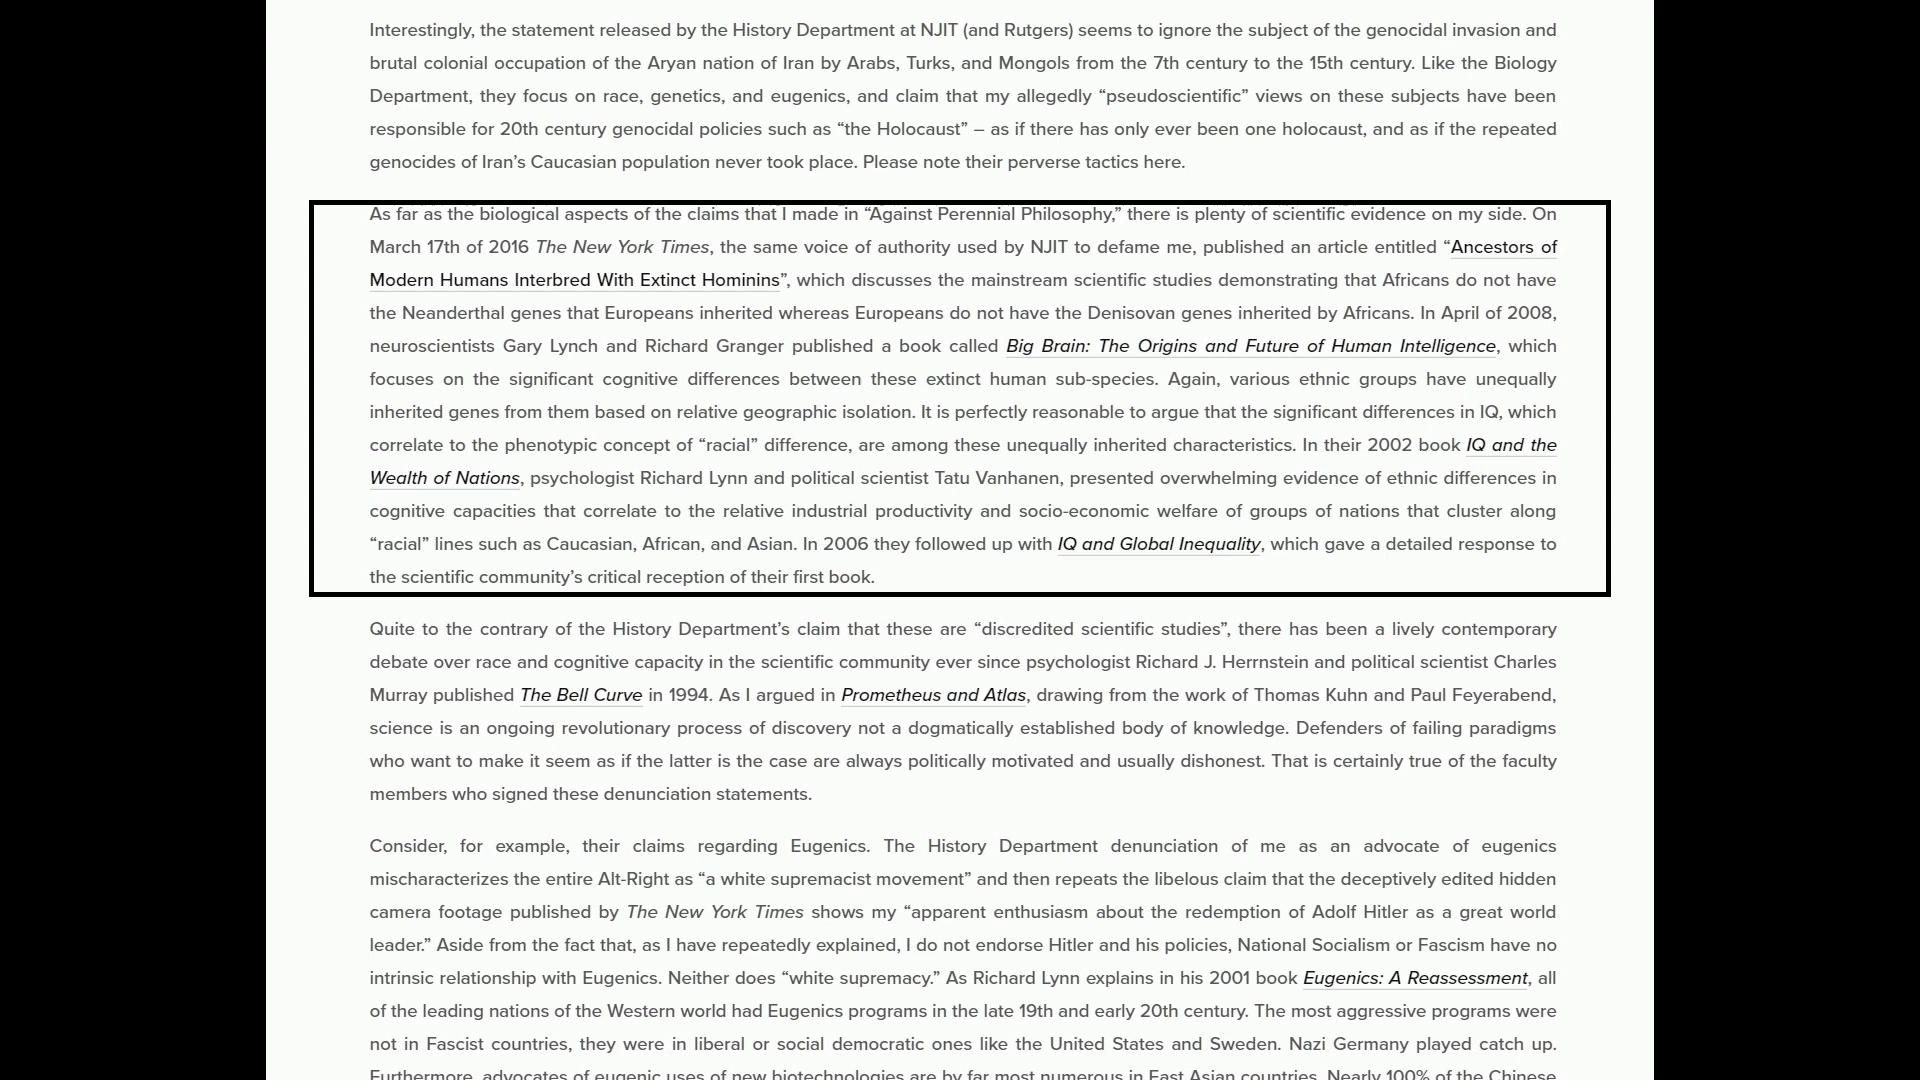 Interestingly, the statement released by the History Department at NJIT (and Rutgers) seems to ignore the subject of the genocidal invasion and
brutal colonial occupation of the Aryan nation of Iran by Arabs, Turks, and Mongols from the 7th century to the 15th century. Like the Biology
Department, they focus on race, genetics, and eugenics, and claim that my allegedly “pseudoscientific” views on these subjects have been
responsible for 20th century genocidal policies such as “the Holocaust” – as if there has only ever been one holocaust, and as if the repeated
genocides of Iran’s Caucasian population never took place. Please note their perverse tactics here.
As far as the biological aspects of the claims that I made in “Against Perennial Philosophy,” there is plenty of scientific evidence on my side. On
March 17th of 2016 The New York Times, the same voice of authority used by NJIT to defame me, published an article entitled “Ancestors of
Modern Humans Interbred With Extinct Hominins”, which discusses the mainstream scientific studies demonstrating that Africans do not have
the Neanderthal genes that Europeans inherited whereas Europeans do not have the Denisovan genes inherited by Africans. In April of 2008,
neuroscientists Gary Lynch and Richard Granger published a book called Big Brain: The Origins and Future of Human Intelligence, which
focuses on the significant cognitive differences between these extinct human sub-species. Again, various ethnic groups have unequally
inherited genes from them based on relative geographic isolation. It is perfectly reasonable to argue that the significant differences in IQ, which
correlate to the phenotypic concept of “racial” difference, are among these unequally inherited characteristics. In their 2002 book IQ and the
Wealth of Nations, psychologist Richard Lynn and political scientist Tatu Vanhanen, presented overwhelming evidence of ethnic differences in
cognitive capacities that correlate to the relative industrial productivity and socio-economic welfare of groups of nations that cluster along
“racial” lines such as Caucasian, African, and Asian. In 2006 they followed up with IQ and Global Inequality, which gave a detailed response to
the scientific community’s critical reception of their first book.
Quite to the contrary of the History Department’s claim that these are “discredited scientific studies”, there has been a lively contemporary
debate over race and cognitive capacity in the scientific community ever since psychologist Richard J. Herrnstein and political scientist Charles
Murray published The Bell Curve in 1994. As I argued in Prometheus and Atlas, drawing from the work of Thomas Kuhn and Paul Feyerabend,
science is an ongoing revolutionary process of discovery not a dogmatically established body of knowledge. Defenders of failing paradigms
who want to make it seem as if the latter is the case are always politically motivated and usually dishonest. That is certainly true of the faculty
members who signed these denunciation statements.
Consider, for example, their claims regarding Eugenics. The History Department denunciation of me as an advocate of eugenics
mischaracterizes the entire Alt-Right as “a white supremacist movement” and then repeats the libelous claim that the deceptively edited hidden
camera footage published by The New York Times shows my “apparent enthusiasm about the redemption of Adolf Hitler as a great world
leader.” Aside from the fact that, as I have repeatedly explained, I do not endorse Hitler and his policies, National Socialism or Fascism have no
intrinsic relationship with Eugenics. Neither does “white supremacy.” As Richard Lynn explains in his 2001 book Eugenics: A Reassessment, all
of the leading nations of the Western world had Eugenics programs in the late 19th and early 20th century. The most aggressive programs were
not in Fascist countries, they were in liberal or social democratic ones like the United States and Sweden. Nazi Germany played catch up.
Furthermore, advocates of eugenic uses of new biotechnologies are by far most numerous in East Asian countries. Nearly 100% of the Chinese